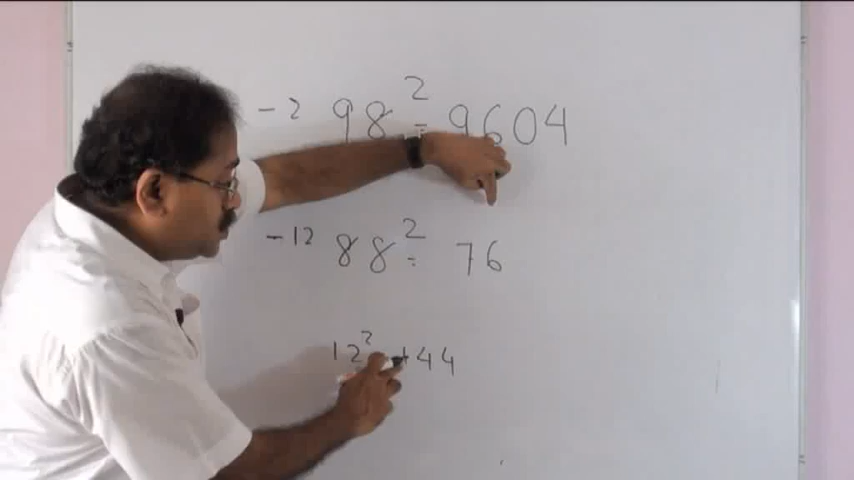 -2 98² = 9604
-12 88² = 76
12² 144